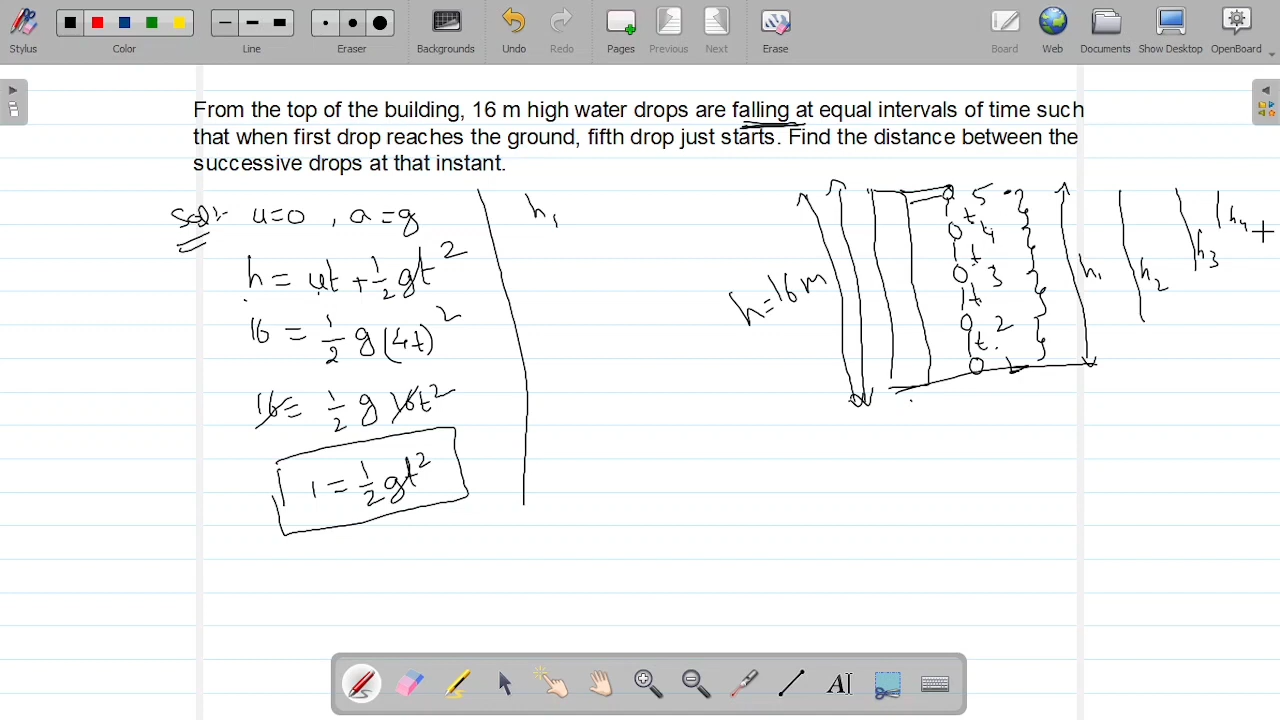 Stylus Color Line Eraser Backgrounds Undo Redo Pages Previous Next Erase Board Web Documents Show Desktop OpenBoard
From the top of the building, 16 m high water drops are falling at equal intervals of time such
that when first drop reaches the ground, fifth drop just starts. Find the distance between the
successive drops at that instant.
Sol:- u=0 , a=g
h = ut + 1/2 gt²
16 = 1/2 g (4t)²
16 = 1/2 g 16t²
1 = 1/2 gt²
h₁
h=16m
5
t
4
t
3
t
2
t
1
h₁
h₂
h₃
h₄
AI